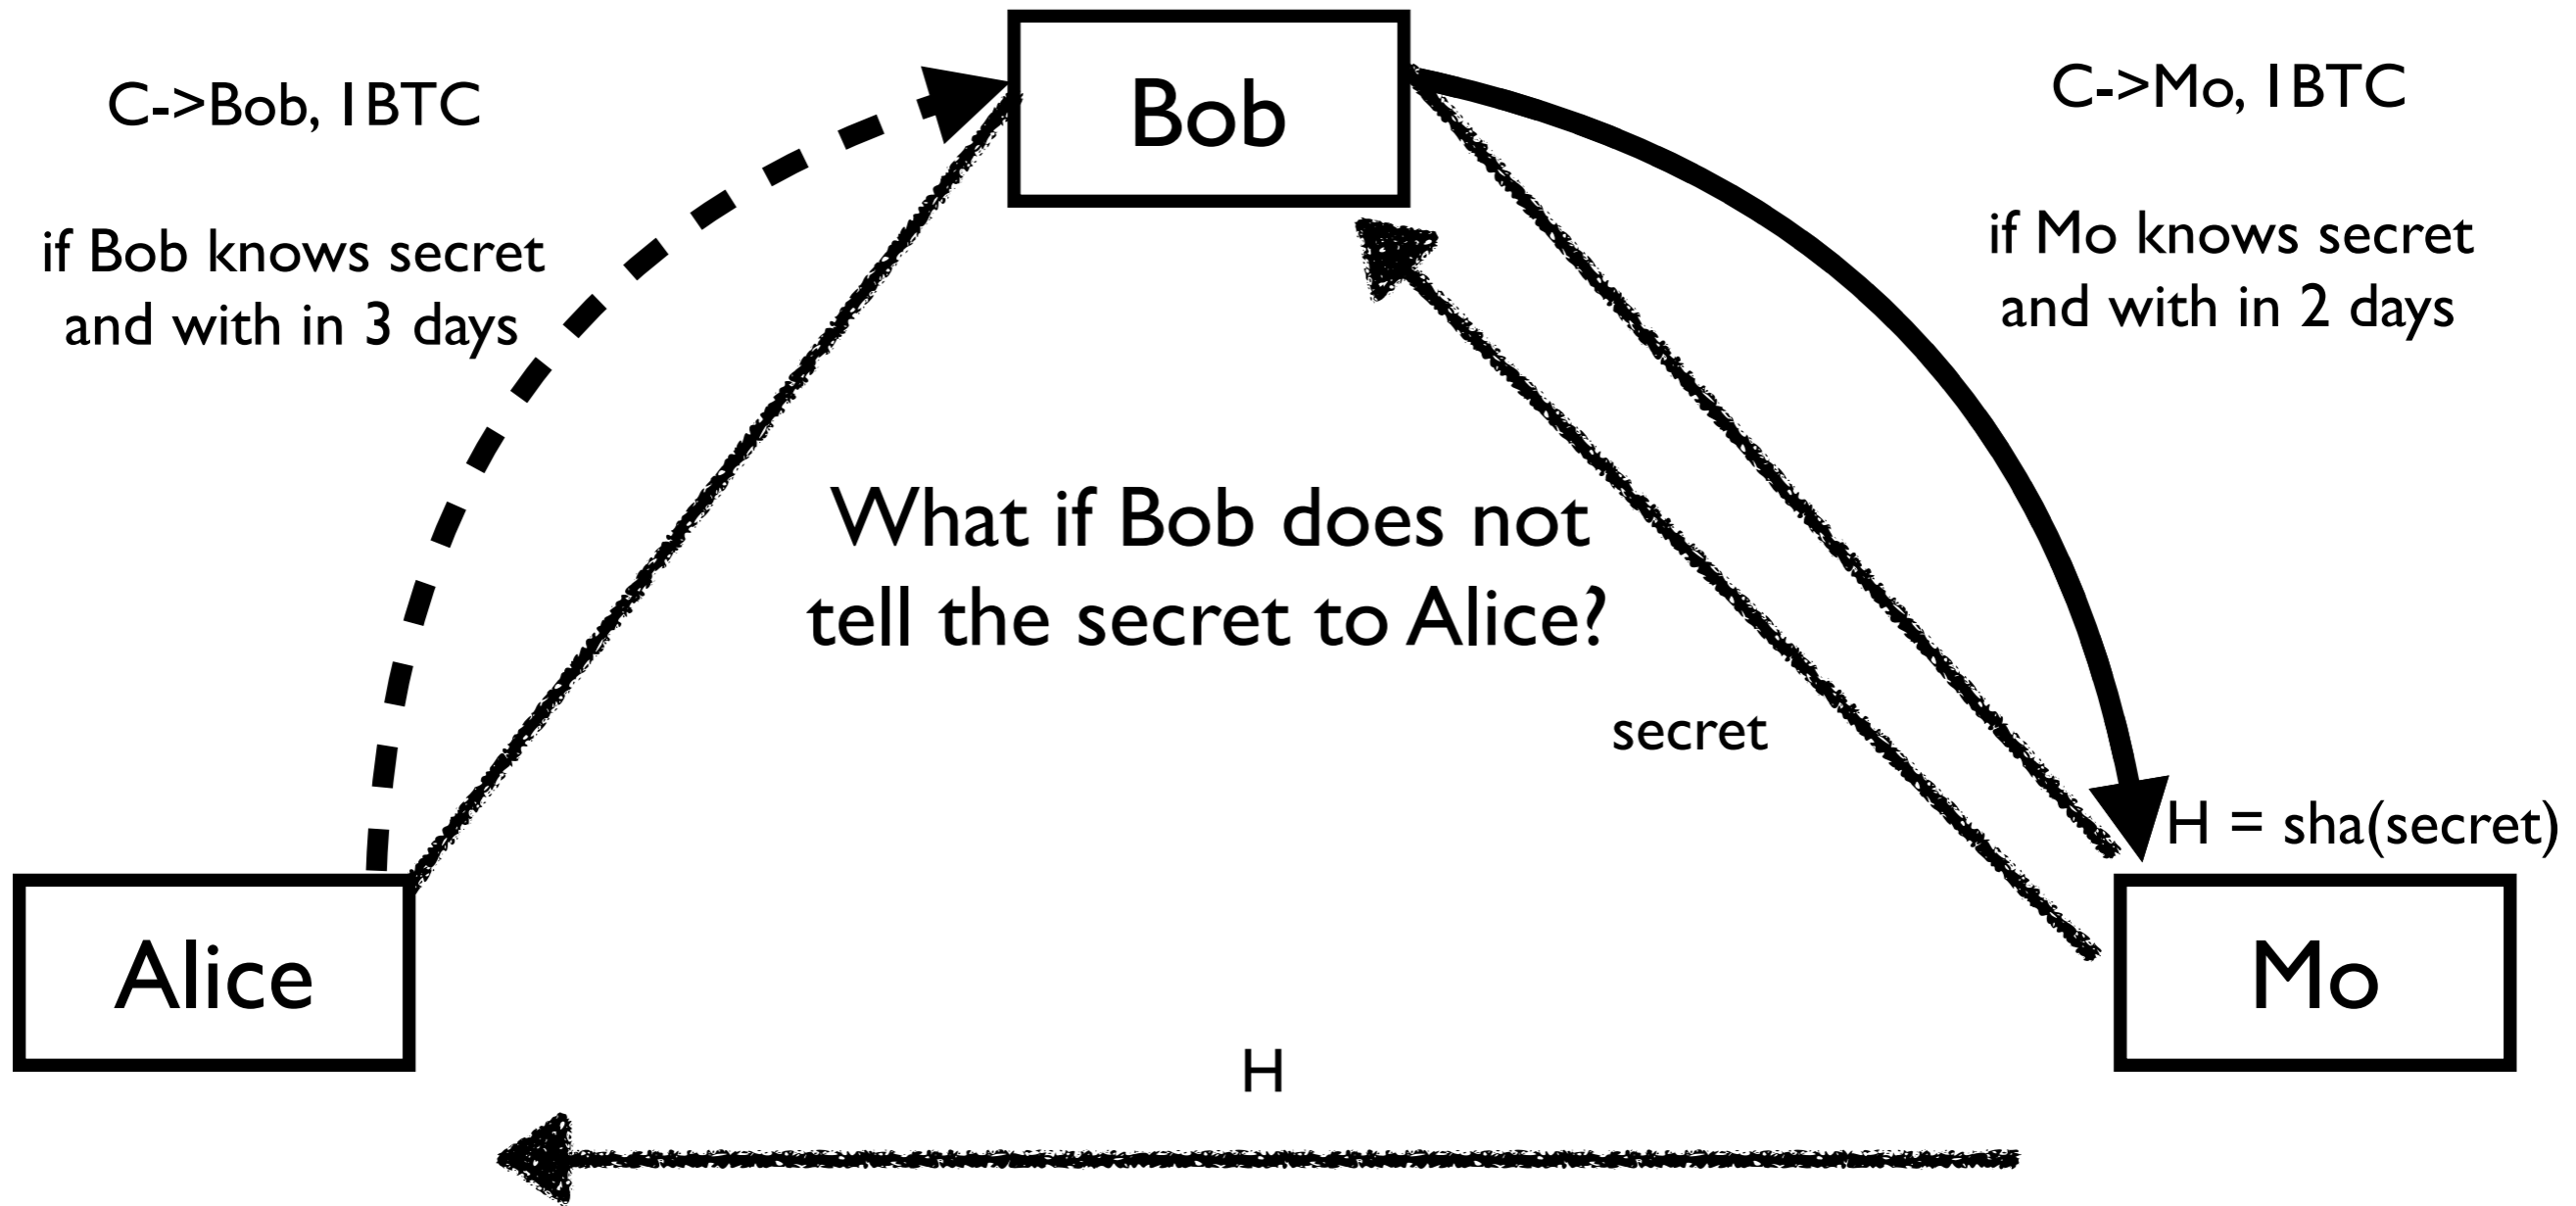 Bob
C->Bob, 1BTC
if Bob knows secret
and with in 3 days
C->Mo, 1BTC
if Mo knows secret
and with in 2 days
What if Bob does not
tell the secret to Alice?
secret
H = sha(secret)
Alice
Mo
H